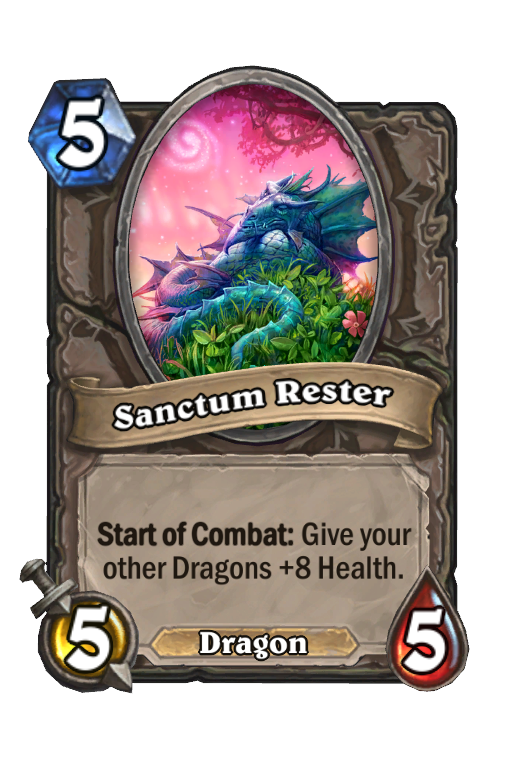 5
Sanctum Rester
Start of Combat: Give your
other Dragons +8 Health.
5
Dragon
5